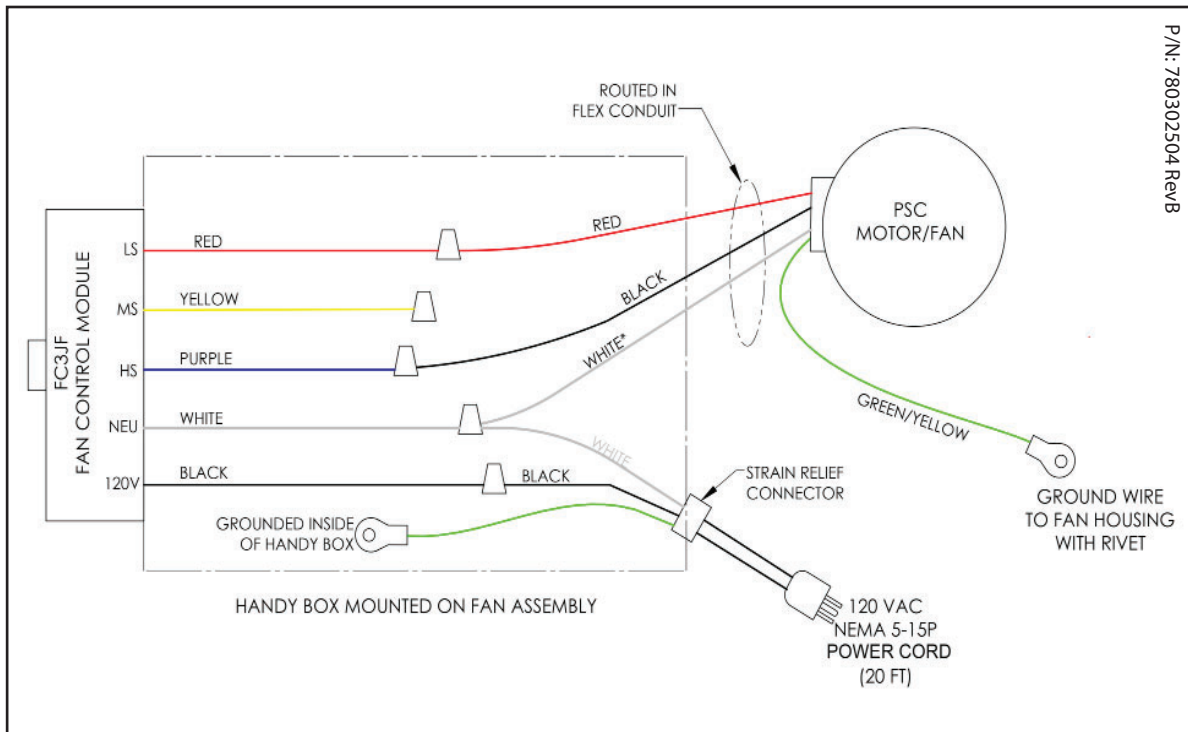 P/N: 780302504 RevB
ROUTED IN
FLEX CONDUIT
PSC
MOTOR/FAN
FC3JF
FAN CONTROL MODULE
LS
RED
RED
MS
YELLOW
BLACK
HS
PURPLE
WHITE*
NEU
WHITE
WHITE
GREEN/YELLOW
120V
BLACK
BLACK
STRAIN RELIEF
CONNECTOR
GROUNDED INSIDE
OF HANDY BOX
GROUND WIRE
TO FAN HOUSING
WITH RIVET
HANDY BOX MOUNTED ON FAN ASSEMBLY
120 VAC
NEMA 5-15P
POWER CORD
(20 FT)